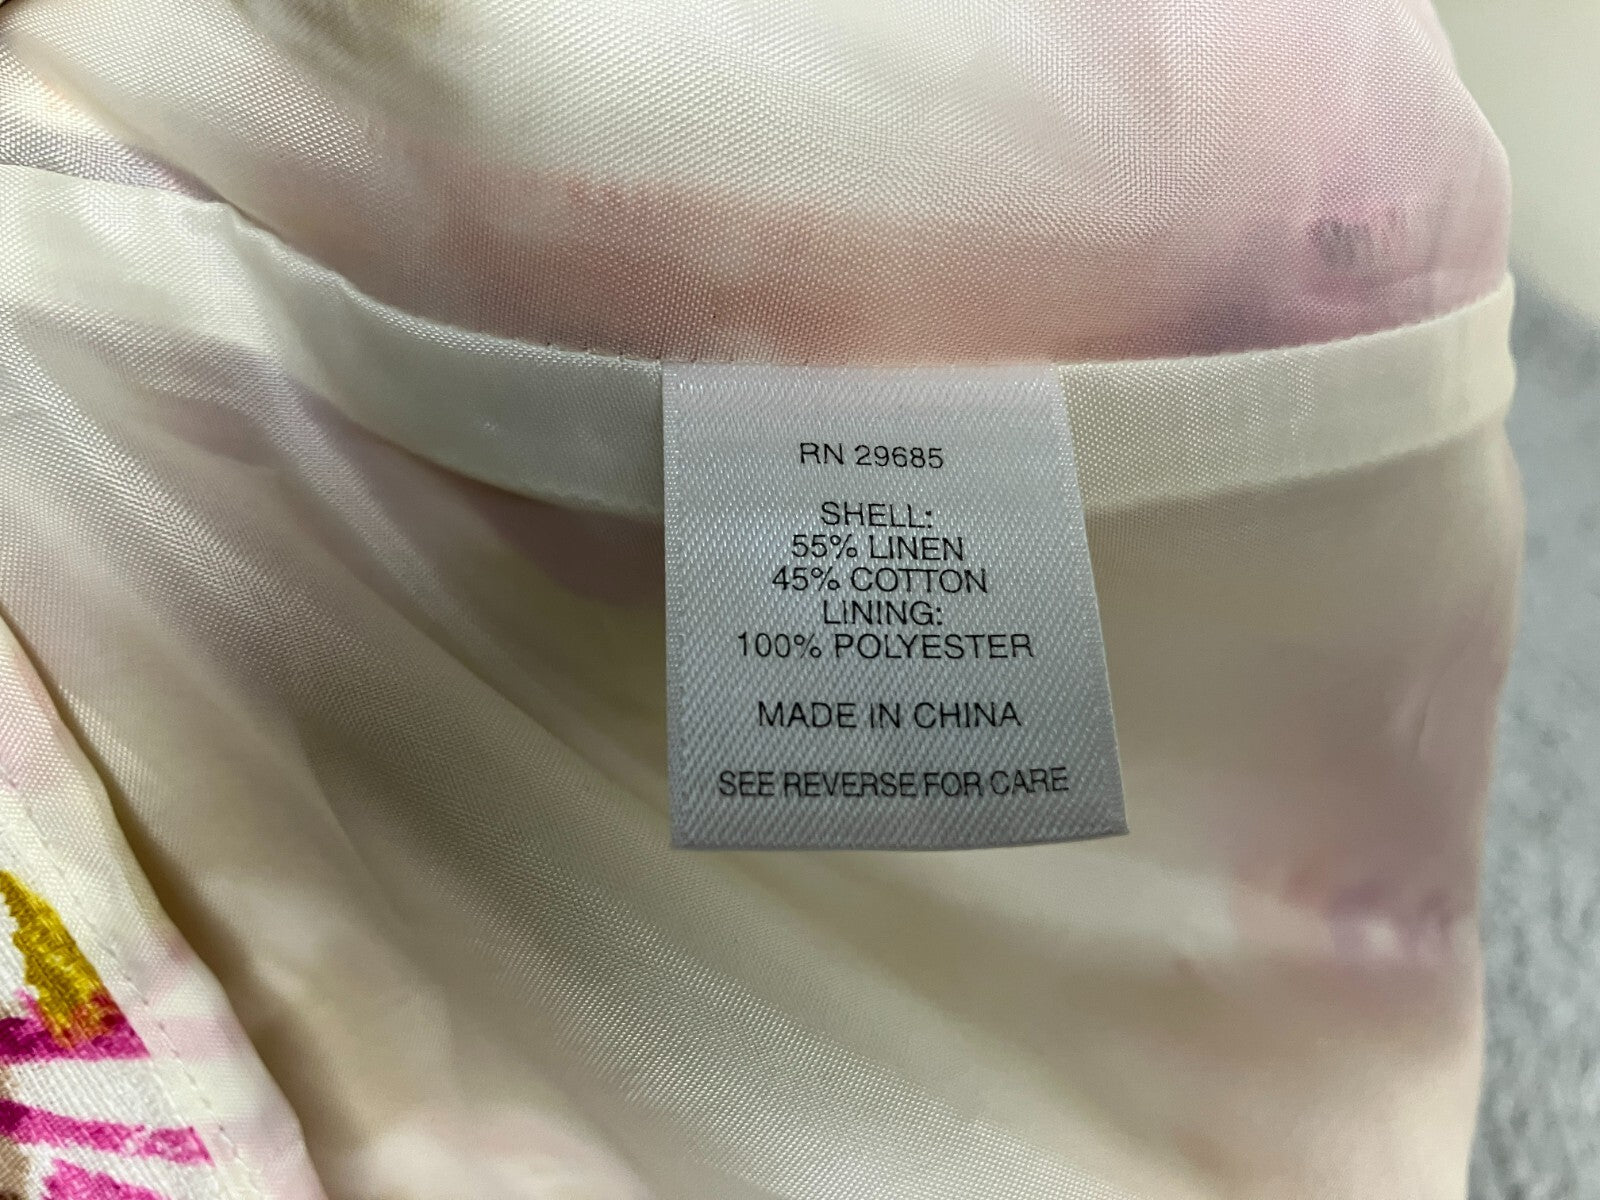 RN 29685
SHELL:
55% LINEN
45% COTTON
LINING:
100% POLYESTER
MADE IN CHINA
SEE REVERSE FOR CARE